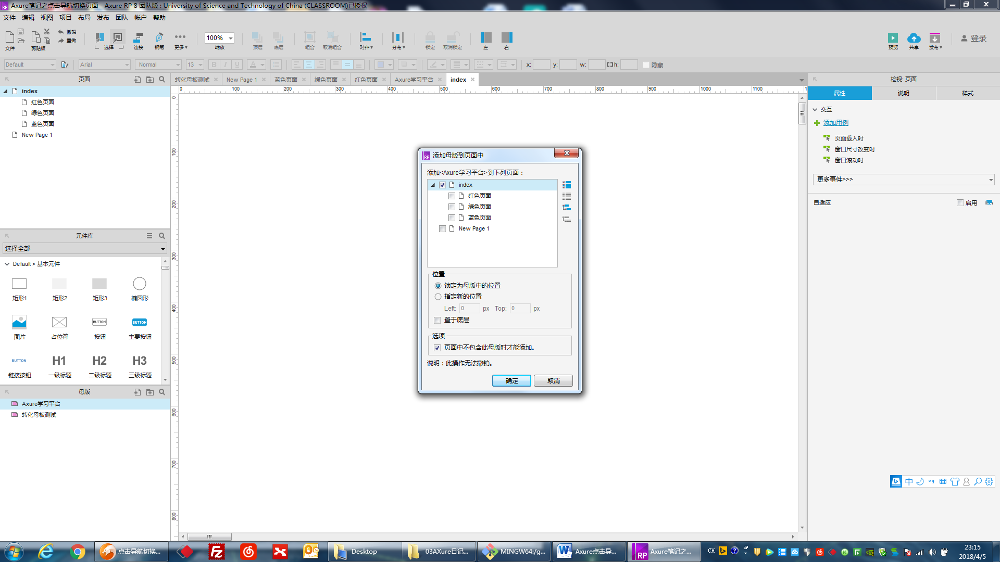 Axure笔记之点击导航切换页面 - Axure RP 8 团队版 : University of Science and Technology of China (CLASSROOM)已授权
文件 编辑 视图 项目 布局 发布 团队 帐户 帮助
文件 剪贴板 撤销 重做 选择 连接 钢笔 更多 100% 缩放 顶层 底层 组合 取消组合 对齐 分布 锁定 取消锁定 左 右 预览 共享 发布 登录
Default Arial Normal 13 B I U A x: y: w: h: 隐藏
页面
index
红色页面
绿色页面
蓝色页面
New Page 1
元件库
选择全部
Default > 基本元件
矩形1 矩形2 矩形3 椭圆形
BUTTON BUTTON
图片 占位符 按钮 主要按钮
BUTTON H1 H2 H3
链接按钮 一级标题 二级标题 三级标题
母版
Axure学习平台
转化母板测试
转化母板测试 New Page 1 蓝色页面 绿色页面 红色页面 Axure学习平台 index
0 100 200 300 400 500 600 700 800 900 1000 1100
0
100
200
300
400
500
600
700
800
RP 添加母版到页面中
添加<Axure学习平台>到下列页面：
index
红色页面
绿色页面
蓝色页面
New Page 1
位置
锁定为母版中的位置
指定新的位置
Left: 0 px Top: 0 px
置于底层
选项
页面中不包含此母版时才能添加。
说明：此操作无法撤销。
确定 取消
检视: 页面
属性 说明 样式
交互
添加用例
页面载入时
窗口尺寸改变时
窗口滚动时
更多事件>>>
自适应 启用
中
点击导航切换... Desktop 03AXure日记... MINGW64:/g... Axure点击导... Axure笔记之... CH 23:15
2018/4/5